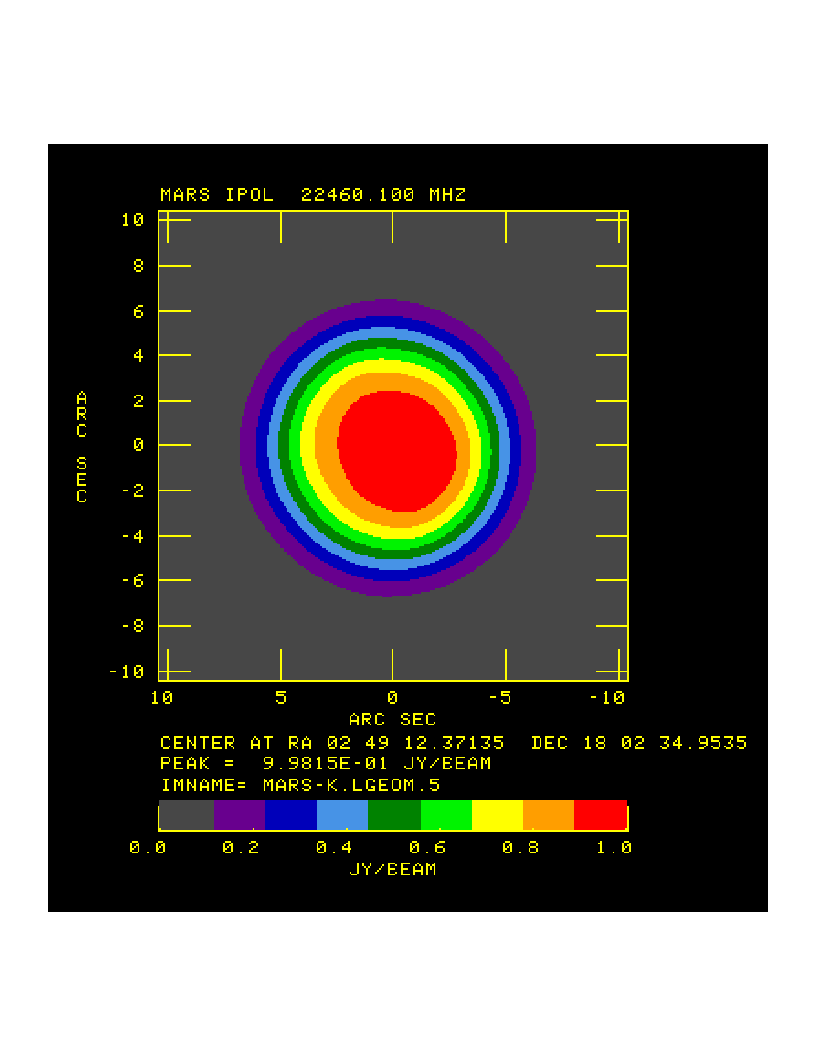 MARS IPOL 22460.100 MHZ
10
8
6
4
2
0
-2
-4
-6
-8
-10
ARC SEC
10 5 0 -5 -10
ARC SEC
CENTER AT RA 02 49 12.37135 DEC 18 02 34.9535
PEAK = 9.9815E-01 JY/BEAM
IMNAME= MARS-K.LGEOM.5
0.0 0.2 0.4 0.6 0.8 1.0
JY/BEAM